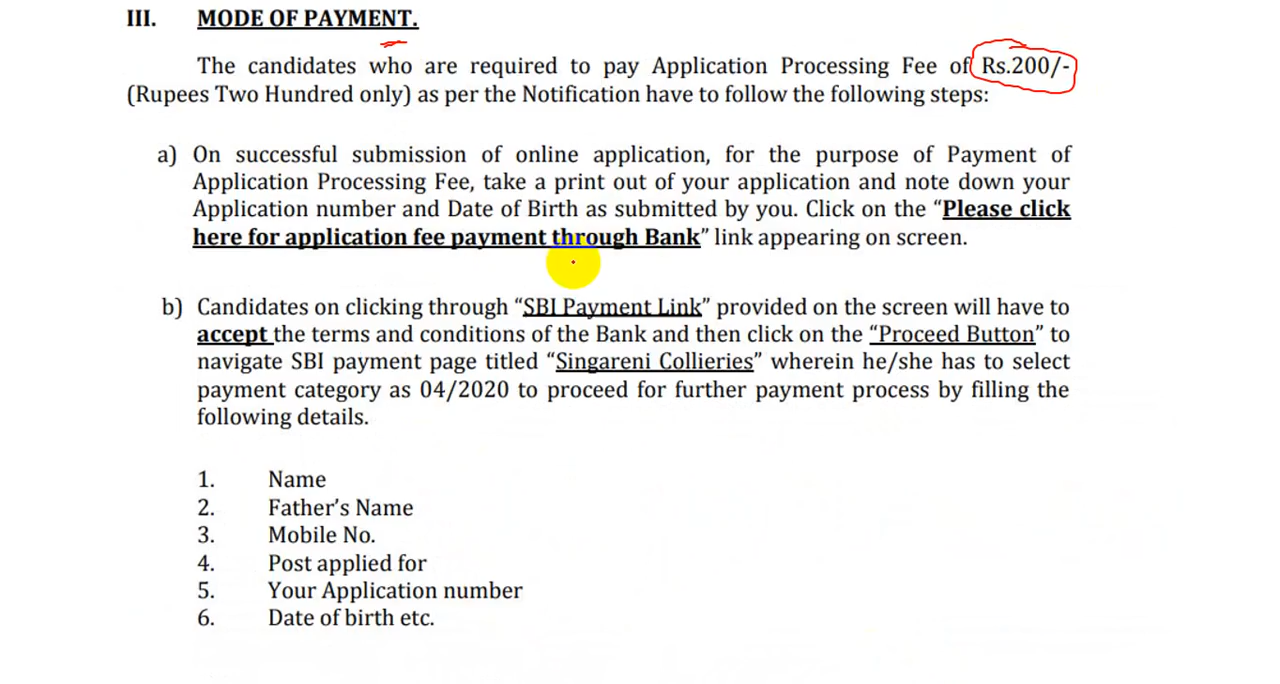 III. MODE OF PAYMENT.
The candidates who are required to pay Application Processing Fee of Rs.200/-
(Rupees Two Hundred only) as per the Notification have to follow the following steps:
a) On successful submission of online application, for the purpose of Payment of
Application Processing Fee, take a print out of your application and note down your
Application number and Date of Birth as submitted by you. Click on the “Please click
here for application fee payment through Bank” link appearing on screen.
b) Candidates on clicking through “SBI Payment Link” provided on the screen will have to
accept the terms and conditions of the Bank and then click on the “Proceed Button” to
navigate SBI payment page titled “Singareni Collieries” wherein he/she has to select
payment category as 04/2020 to proceed for further payment process by filling the
following details.
1. Name
2. Father’s Name
3. Mobile No.
4. Post applied for
5. Your Application number
6. Date of birth etc.